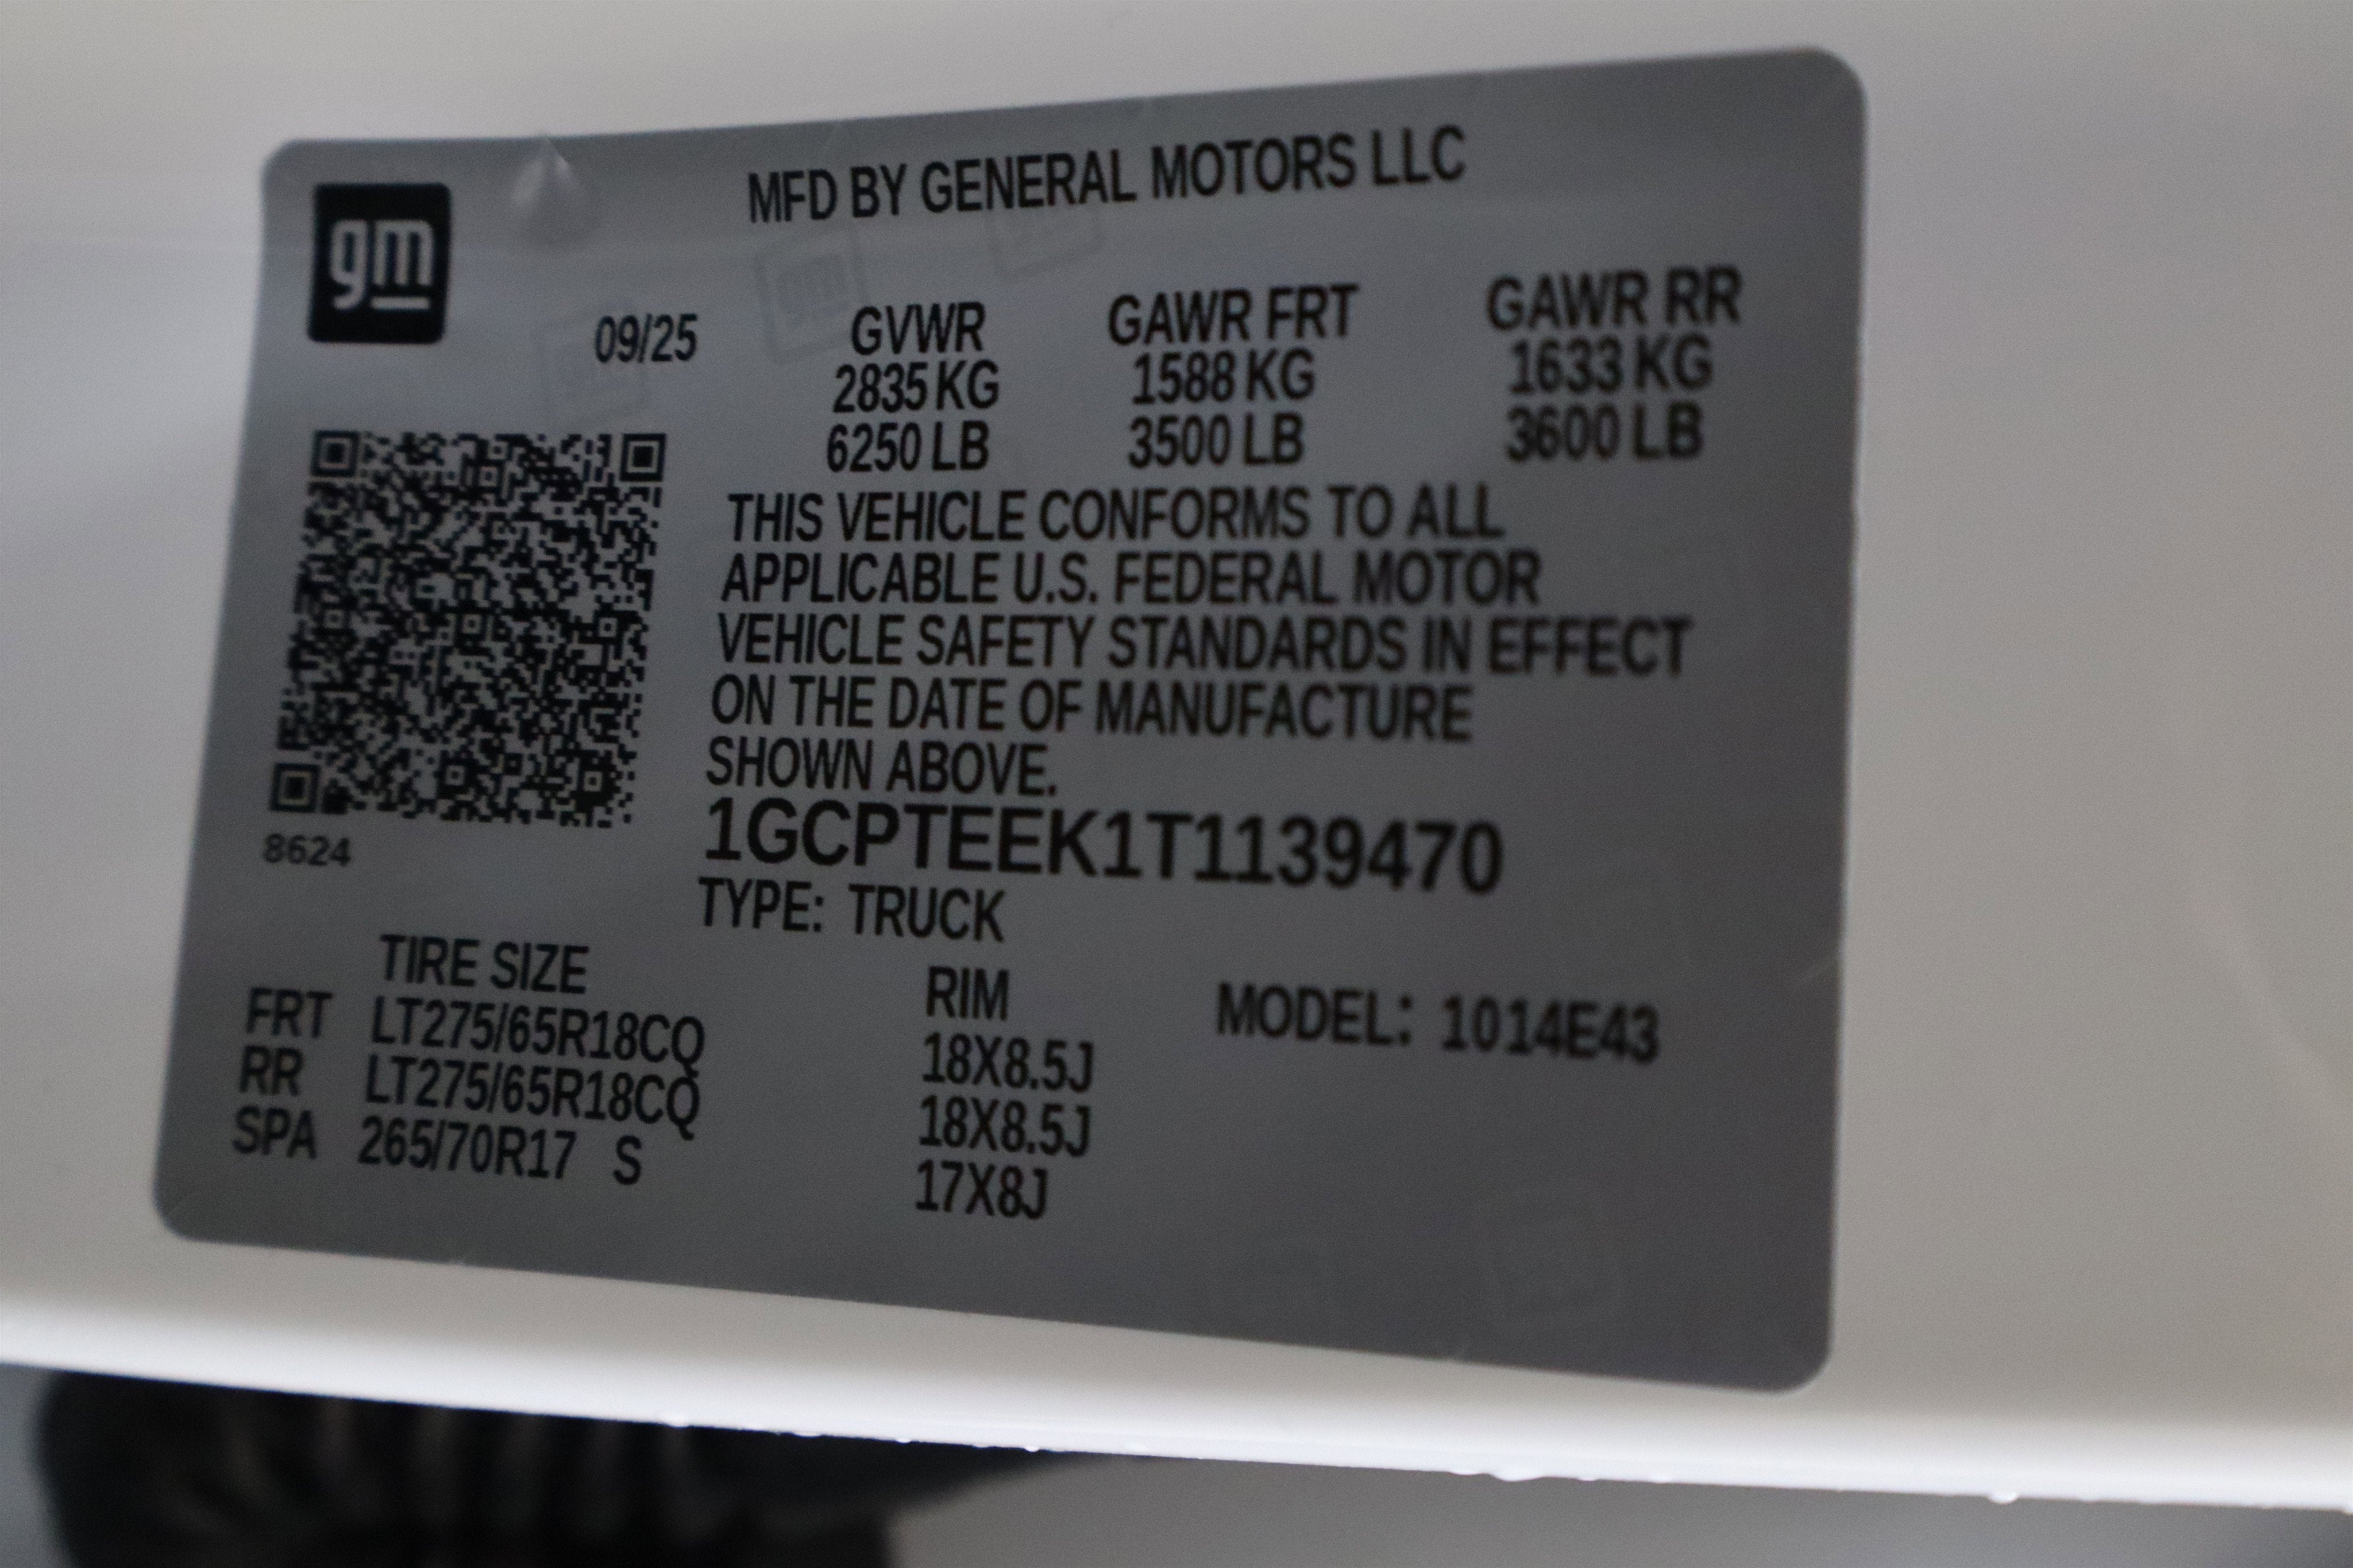 gm
MFD BY GENERAL MOTORS LLC
09/25 GVWR GAWR FRT GAWR RR
2835 KG 1588 KG 1633 KG
6250 LB 3500 LB 3600 LB
THIS VEHICLE CONFORMS TO ALL
APPLICABLE U.S. FEDERAL MOTOR
VEHICLE SAFETY STANDARDS IN EFFECT
ON THE DATE OF MANUFACTURE
SHOWN ABOVE.
1GCPTEEK1T1139470
8624
TYPE: TRUCK
TIRE SIZE RIM MODEL: 1014E43
FRT LT275/65R18CQ 18X8.5J
RR LT275/65R18CQ 18X8.5J
SPA 265/70R17 S 17X8J